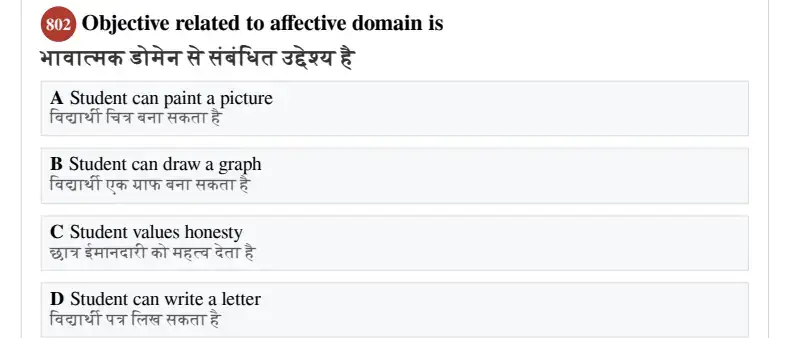 802 Objective related to affective domain is
भावात्मक डोमेन से संबंधित उद्देश्य है
A Student can paint a picture
विद्यार्थी चित्र बना सकता है
B Student can draw a graph
विद्यार्थी एक ग्राफ बना सकता है
C Student values honesty
छात्र ईमानदारी को महत्व देता है
D Student can write a letter
विद्यार्थी पत्र लिख सकता है